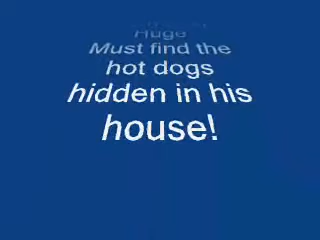 Huge
Must find the
hot dogs
hidden in his
house!